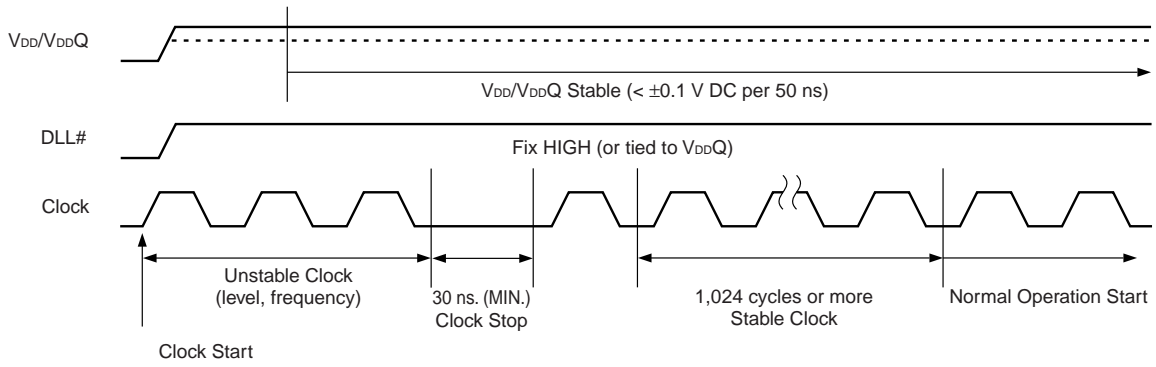 VDD/VDDQ
VDD/VDDQ Stable (< ±0.1 V DC per 50 ns)
DLL#
Fix HIGH (or tied to VDDQ)
Clock
Unstable Clock
(level, frequency)
30 ns. (MIN.)
Clock Stop
1,024 cycles or more
Stable Clock
Normal Operation Start
Clock Start